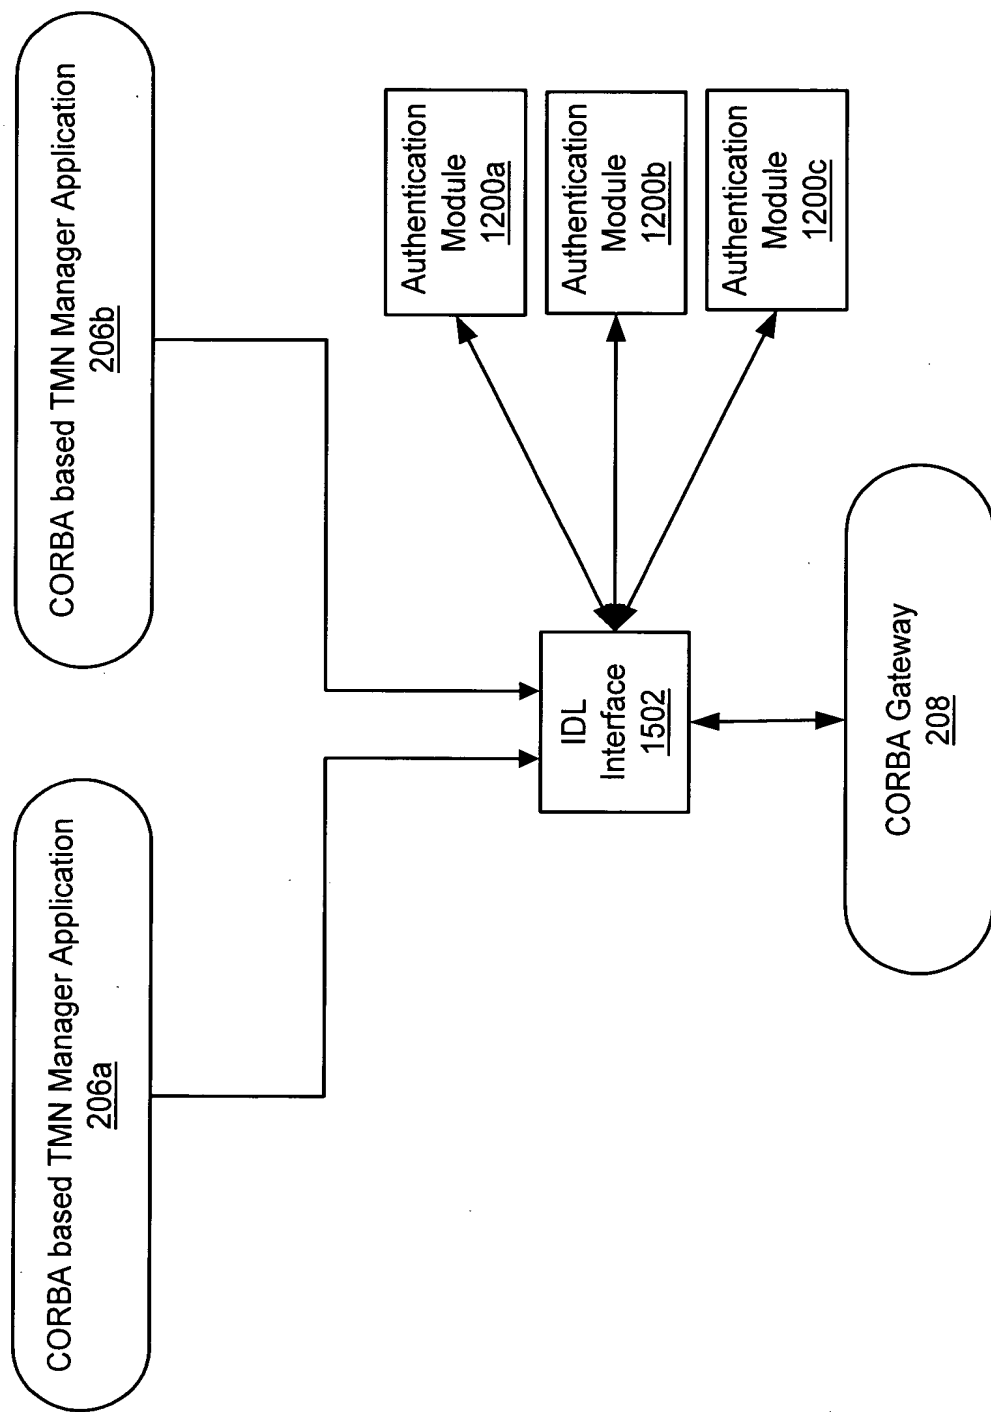 CORBA based TMN Manager Application
206a
CORBA based TMN Manager Application
206b
IDL
Interface
1502
Authentication
Module
1200a
Authentication
Module
1200b
Authentication
Module
1200c
CORBA Gateway
208